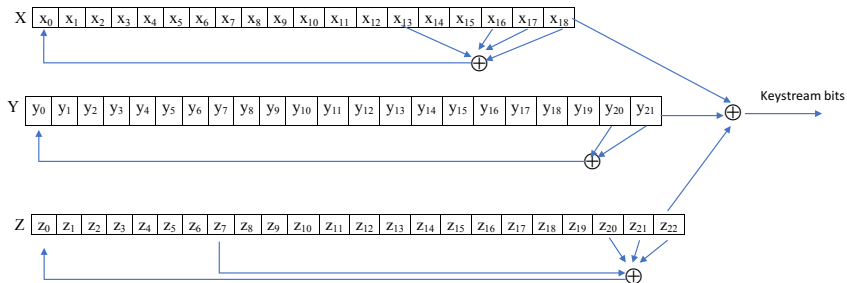 X x₀ x₁ x₂ x₃ x₄ x₅ x₆ x₇ x₈ x₉ x₁₀ x₁₁ x₁₂ x₁₃ x₁₄ x₁₅ x₁₆ x₁₇ x₁₈
⊕
Keystream bits
Y y₀ y₁ y₂ y₃ y₄ y₅ y₆ y₇ y₈ y₉ y₁₀ y₁₁ y₁₂ y₁₃ y₁₄ y₁₅ y₁₆ y₁₇ y₁₈ y₁₉ y₂₀ y₂₁ ⊕
⊕
Z z₀ z₁ z₂ z₃ z₄ z₅ z₆ z₇ z₈ z₉ z₁₀ z₁₁ z₁₂ z₁₃ z₁₄ z₁₅ z₁₆ z₁₇ z₁₈ z₁₉ z₂₀ z₂₁ z₂₂
⊕